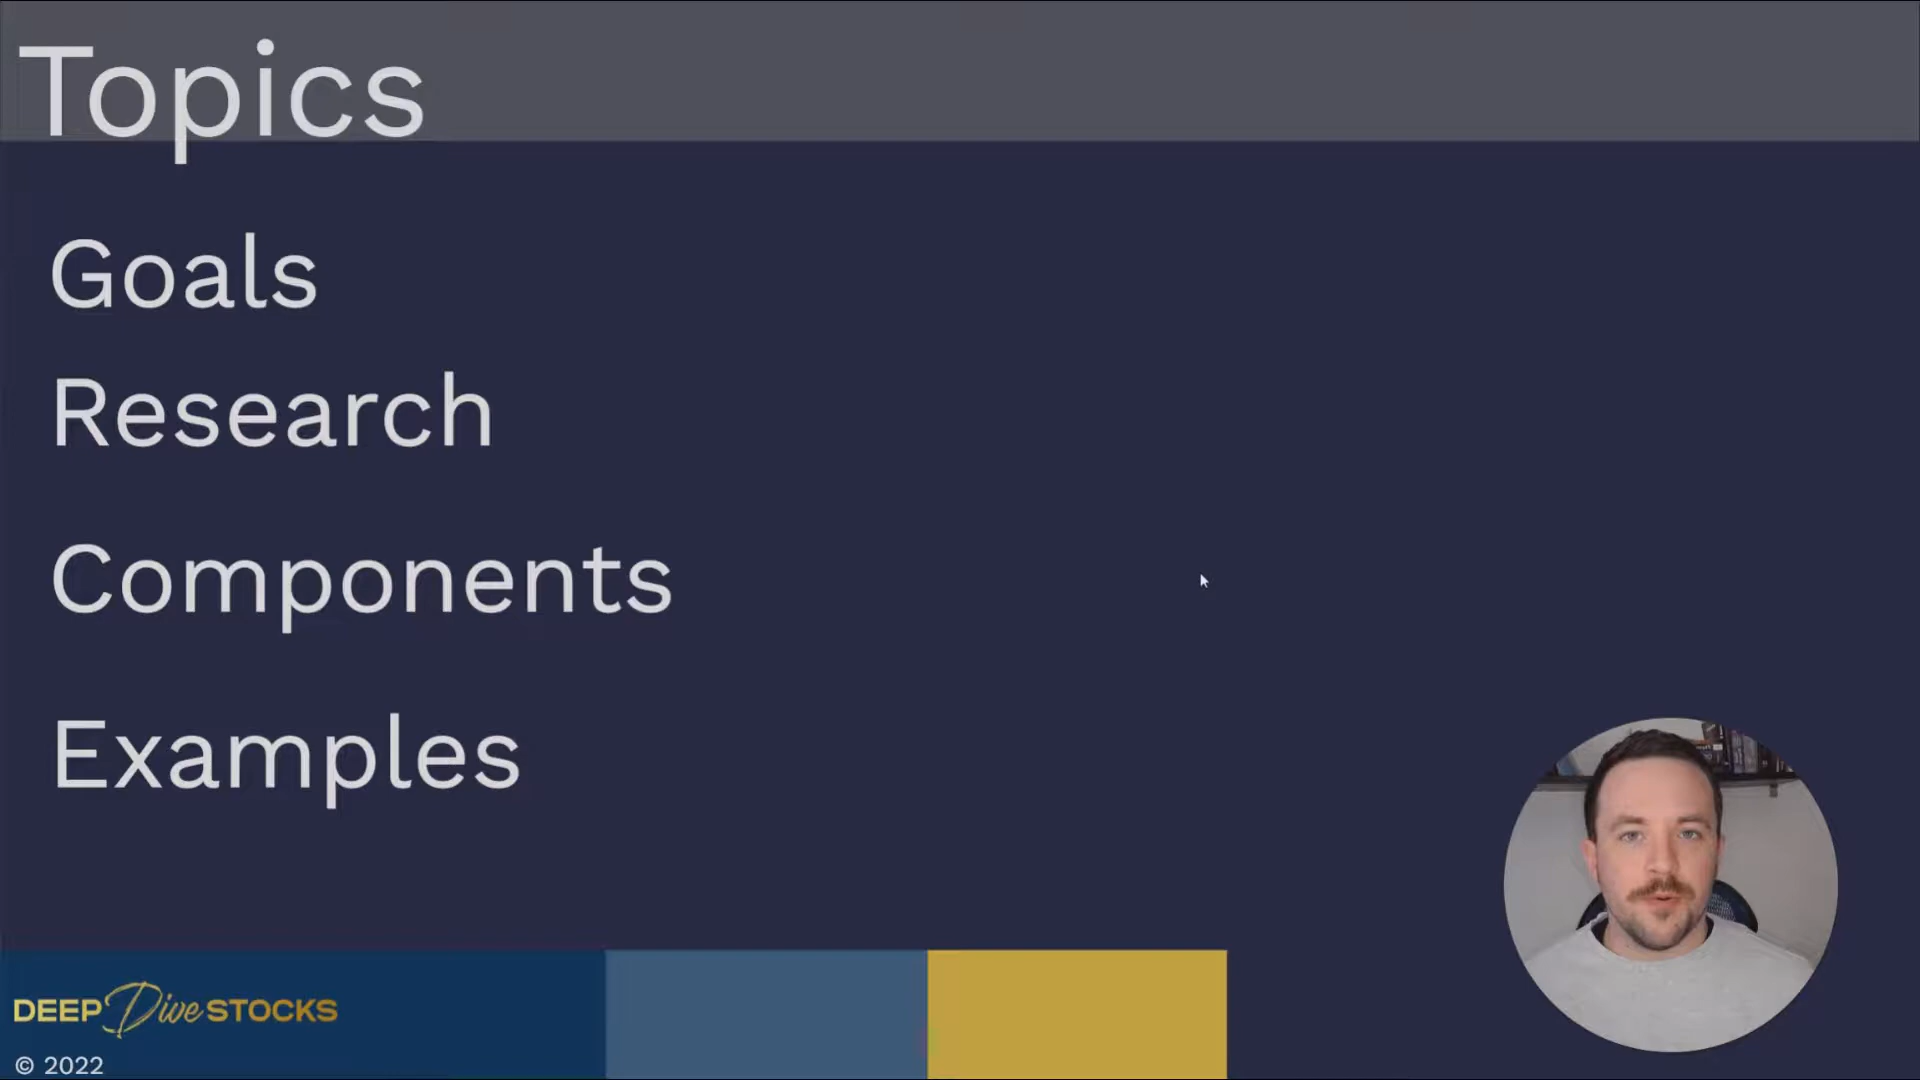 Topics
Goals
Research
Components
Examples
DEEP Dive STOCKS
© 2022